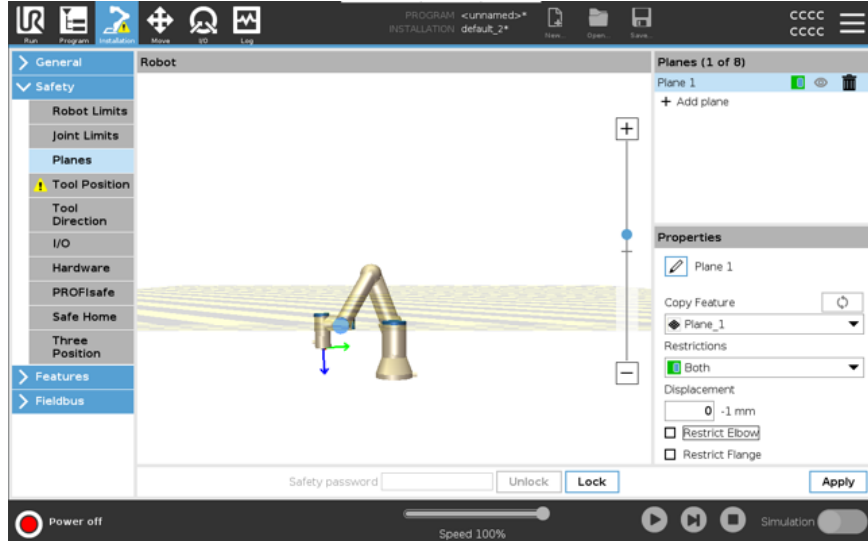 UR
PROGRAM <unnamed>*
INSTALLATION default_2*
Run Program Installation Move I/O Log New... Open... Save...
cccc
cccc
General
Safety
Robot Limits
Joint Limits
Planes
Tool Position
Tool
Direction
I/O
Hardware
PROFIsafe
Safe Home
Three
Position
Features
Fieldbus
Robot
Planes (1 of 8)
Plane 1
+ Add plane
Properties
Plane 1
Copy Feature
Plane_1
Restrictions
Both
Displacement
0 -1 mm
Restrict Elbow
Restrict Flange
Safety password Unlock Lock Apply
Power off
Speed 100%
Simulation